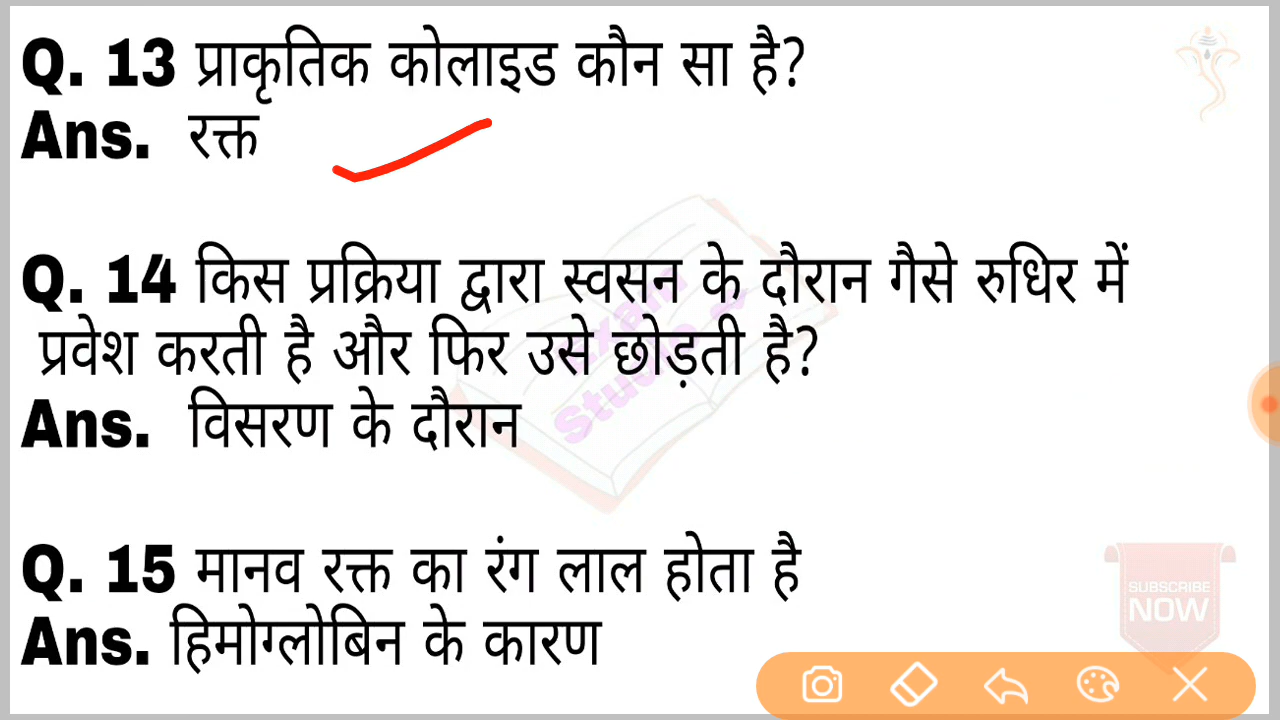 Q. 13 प्राकृतिक कोलाइड कौन सा है?
Ans. रक्त
Q. 14 किस प्रक्रिया द्वारा स्वसन के दौरान गैसे रुधिर में
प्रवेश करती है और फिर उसे छोड़ती है?
Ans. विसरण के दौरान
Q. 15 मानव रक्त का रंग लाल होता है
Ans. हिमोग्लोबिन के कारण
Exam
SUBSCRIBE
NOW